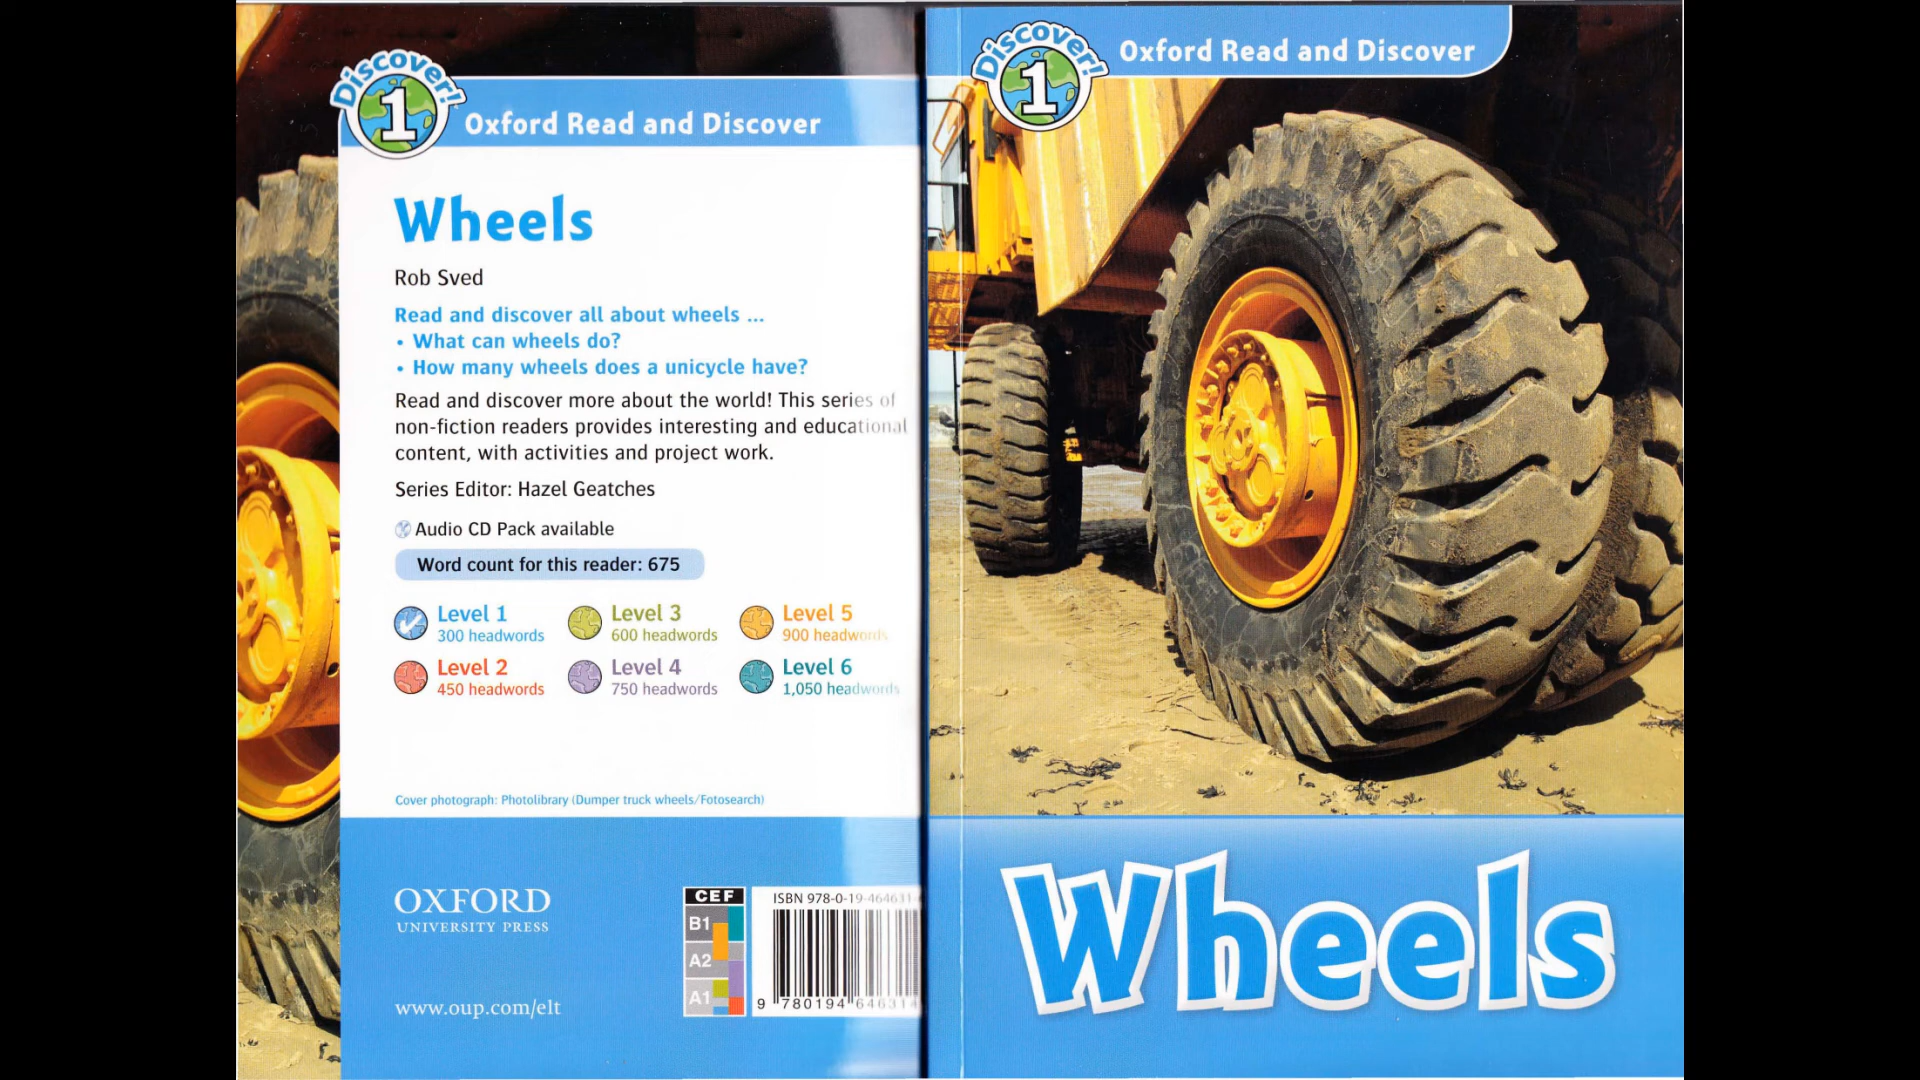 Discover!
1
Oxford Read and Discover
Wheels
Rob Sved
Read and discover all about wheels ...
• What can wheels do?
• How many wheels does a unicycle have?
Read and discover more about the world! This series of
non-fiction readers provides interesting and educational
content, with activities and project work.
Series Editor: Hazel Geatches
Audio CD Pack available
Word count for this reader: 675
Level 1
300 headwords
Level 3
600 headwords
Level 5
900 headwords
Level 2
450 headwords
Level 4
750 headwords
Level 6
1,050 headwords
Cover photograph: Photolibrary (Dumper truck wheels/Fotosearch)
OXFORD
UNIVERSITY PRESS
www.oup.com/elt
CEF
B1
A2
A1
ISBN 978-0-19-464631
9 780194 646314
Discover!
1
Oxford Read and Discover
Wheels